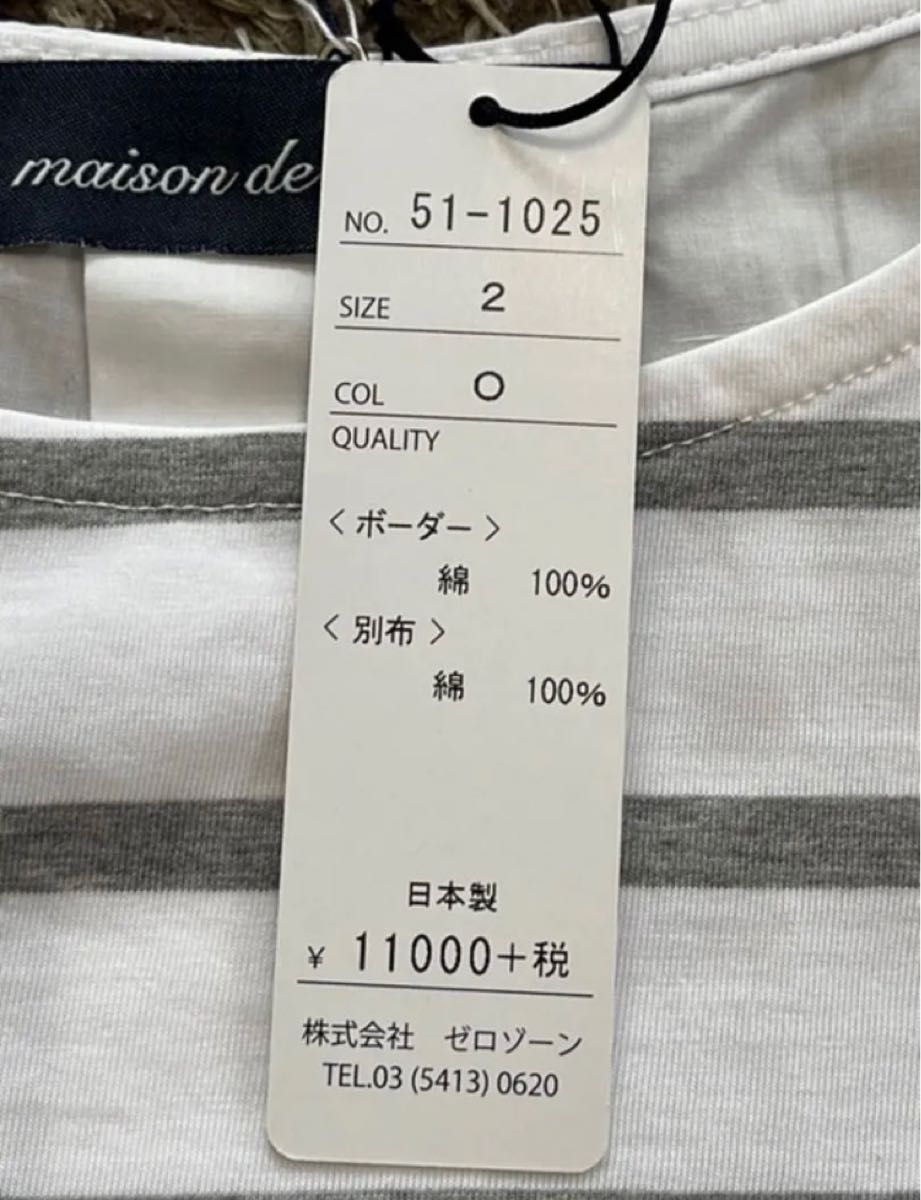 maison de
NO. 51-1025
SIZE 2
COL O
QUALITY
〈 ボーダー 〉
綿 100%
〈 別布 〉
綿 100%
日本製
¥ 11000+税
株式会社 ゼロゾーン
TEL.03 (5413) 0620